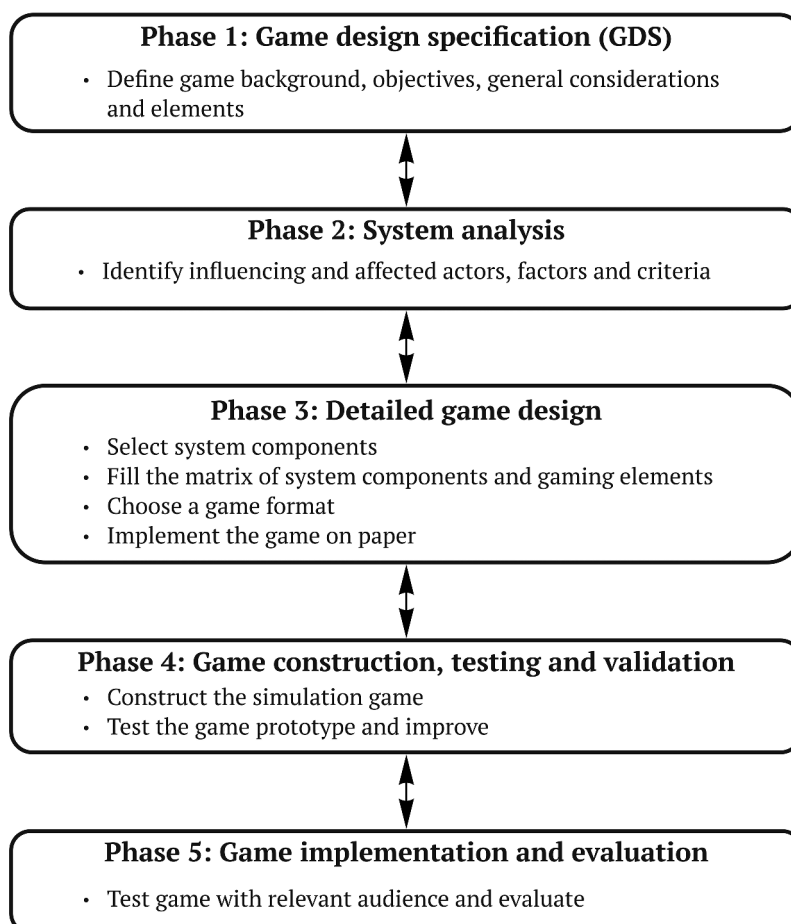 Phase 1: Game design specification (GDS)
• Define game background, objectives, general considerations
and elements
Phase 2: System analysis
• Identify influencing and affected actors, factors and criteria
Phase 3: Detailed game design
• Select system components
• Fill the matrix of system components and gaming elements
• Choose a game format
• Implement the game on paper
Phase 4: Game construction, testing and validation
• Construct the simulation game
• Test the game prototype and improve
Phase 5: Game implementation and evaluation
• Test game with relevant audience and evaluate